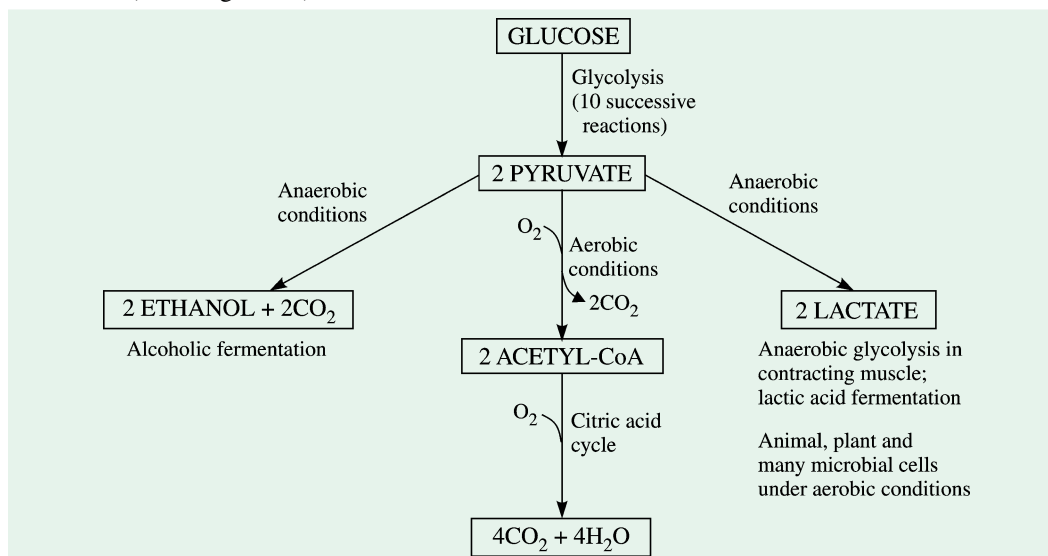 GLUCOSE
Glycolysis
(10 successive
reactions)
2 PYRUVATE
Anaerobic
conditions
O2
Aerobic
conditions
2CO2
Anaerobic
conditions
2 ETHANOL + 2CO2
Alcoholic fermentation
2 LACTATE
Anaerobic glycolysis in
contracting muscle;
lactic acid fermentation
Animal, plant and
many microbial cells
under aerobic conditions
2 ACETYL-CoA
O2
Citric acid
cycle
4CO2 + 4H2O